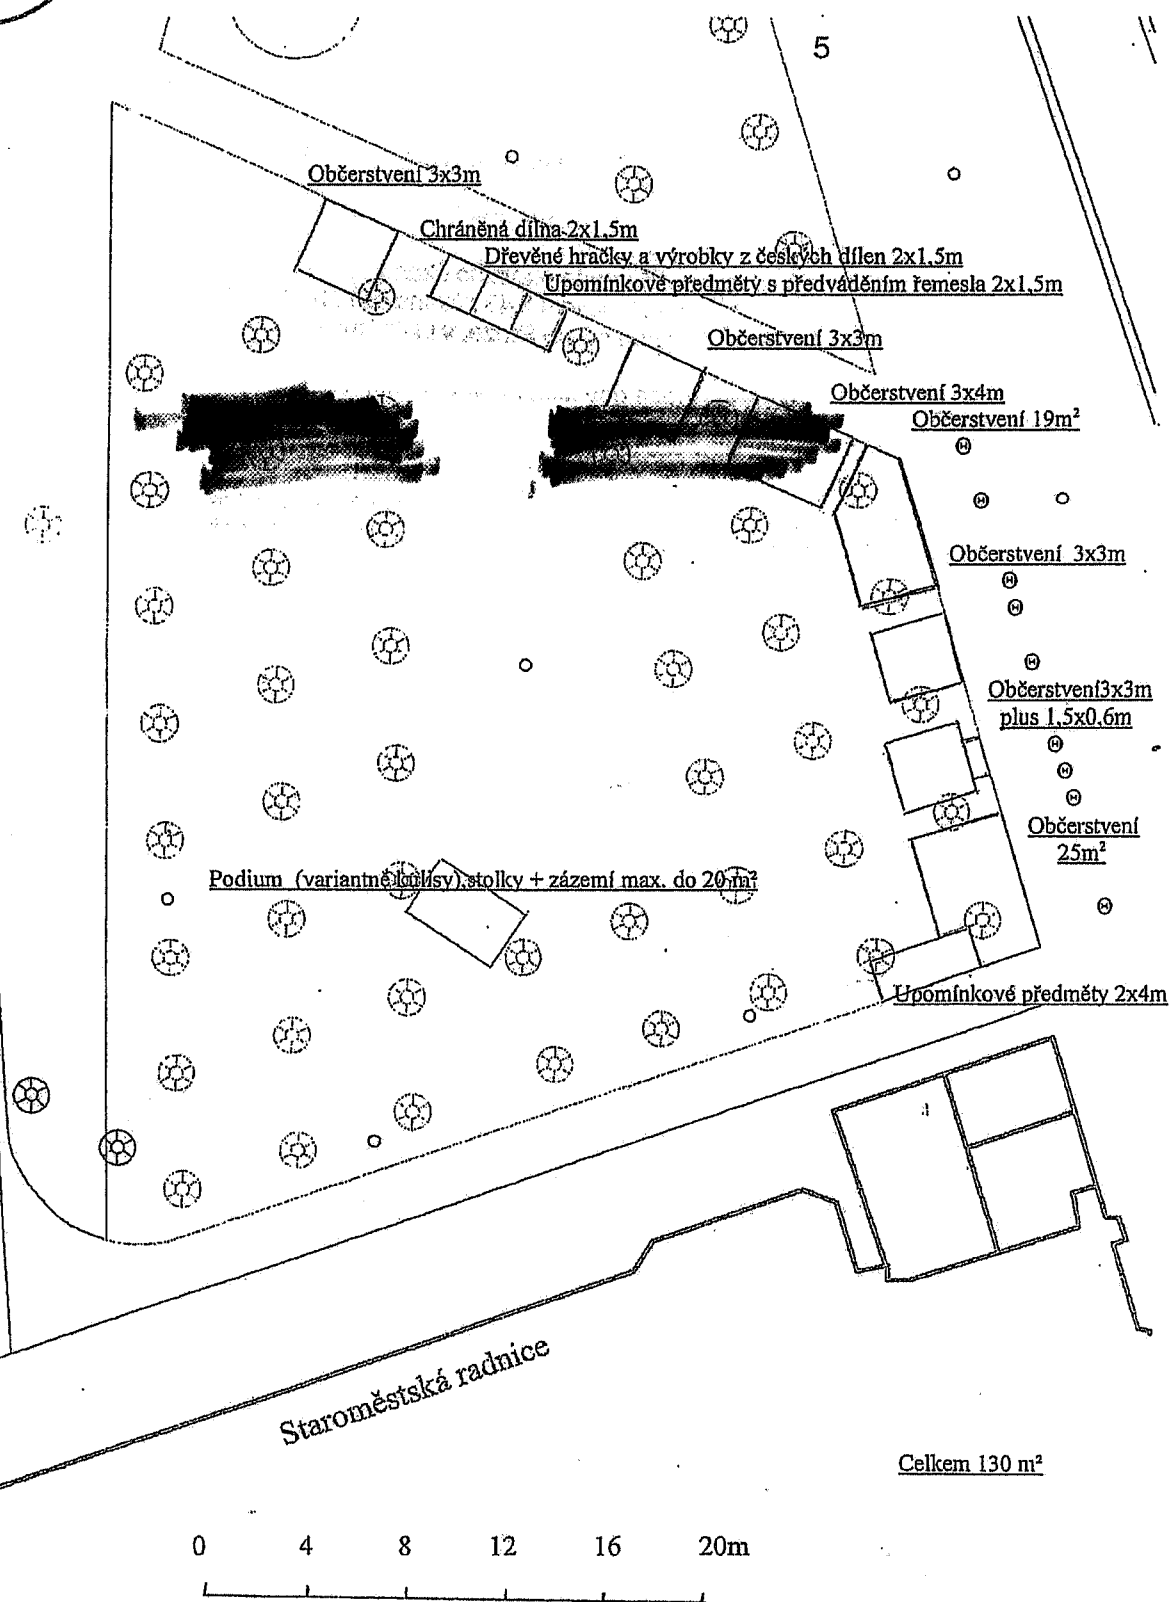 5
Občerstvení 3x3m
Chráněná dílna 2x1,5m
Dřevěné hračky a výrobky z českých dílen 2x1,5m
Upomínkové předměty s předváděním řemesla 2x1,5m
Občerstvení 3x3m
Občerstvení 3x4m
Občerstvení 19m²
Občerstvení 3x3m
Občerstvení3x3m
plus 1,5x0,6m
Občerstvení
25m²
Podium (variantně kulisy),stolky + zázemí max. do 20 m²
Upomínkové předměty 2x4m
Staroměstská radnice
Celkem 130 m²
0 4 8 12 16 20m